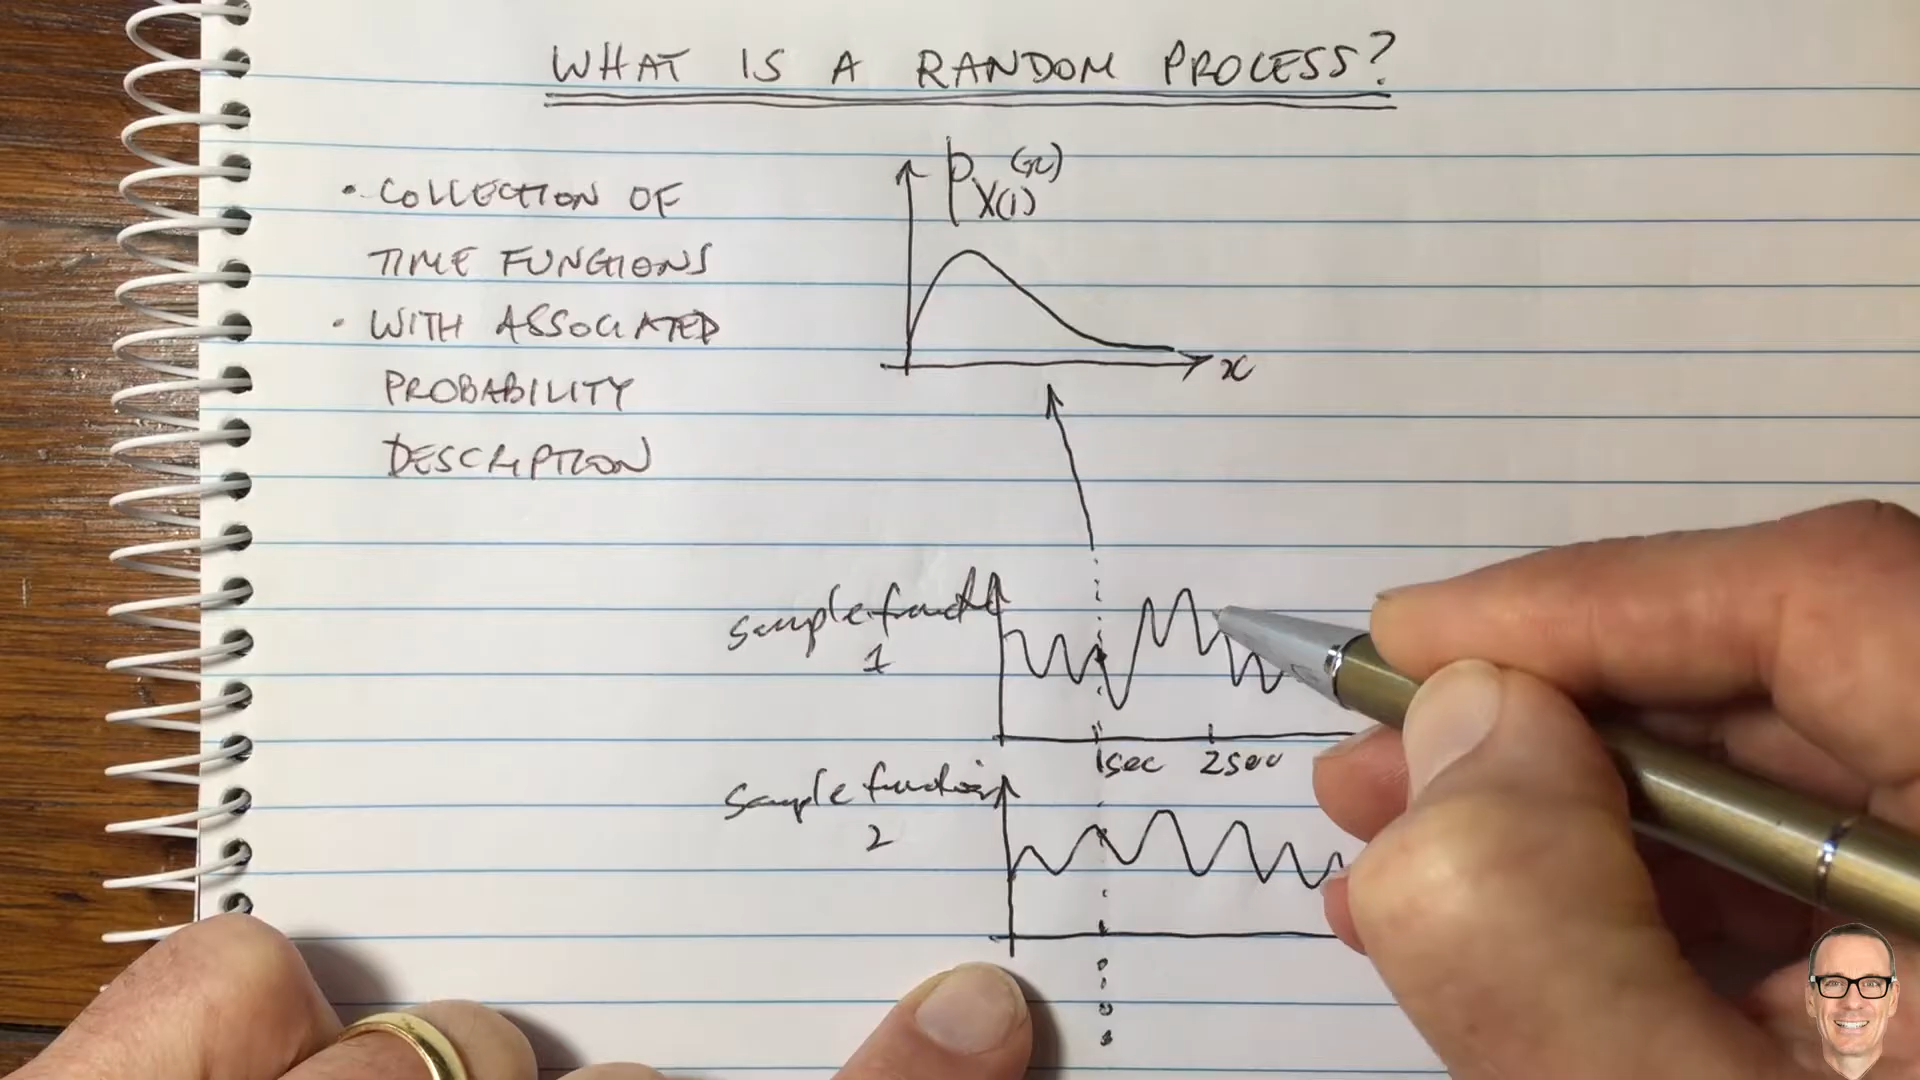 WHAT IS A RANDOM PROCESS?
• COLLECTION OF
TIME FUNCTIONS
• WITH ASSOCIATED
PROBABILITY
DESCRIPTION
p X(1) (x)
x
sample
1
1sec 2sec
sample function
2